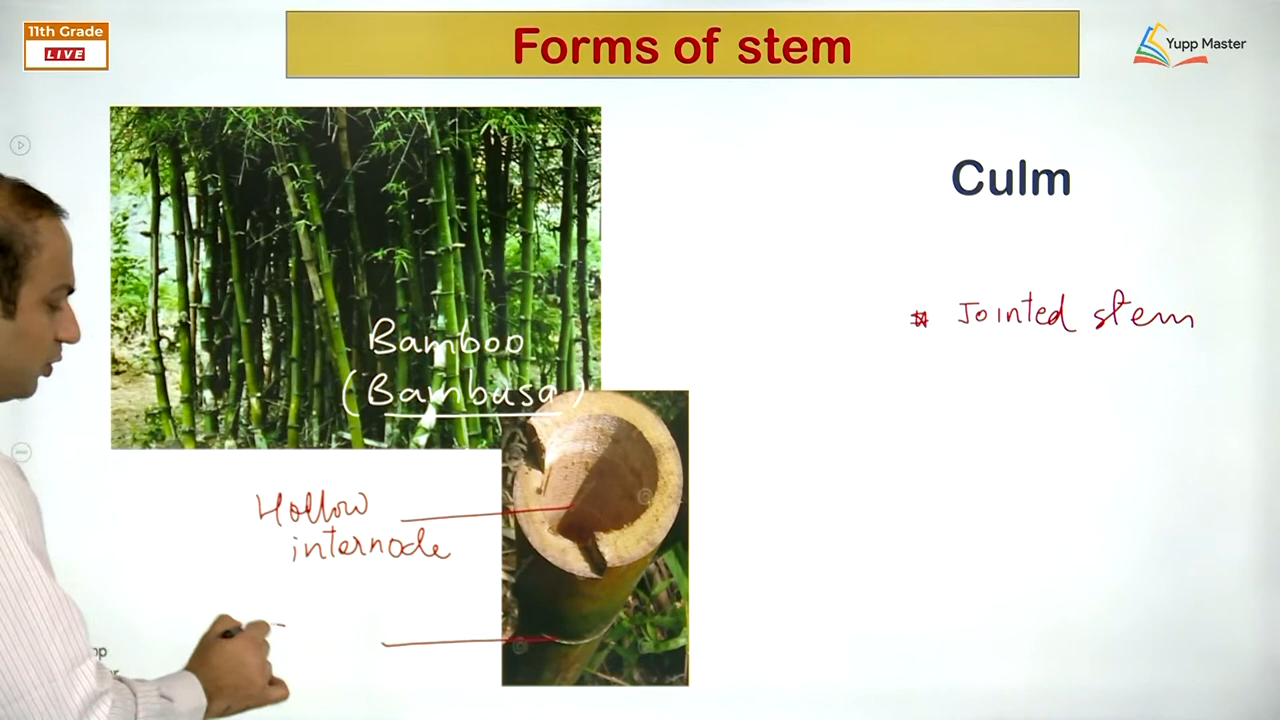 11th Grade
LIVE
Forms of stem
Yupp Master
Culm
Jointed stem
Bamboo
(Bambusa)
Hollow
internode